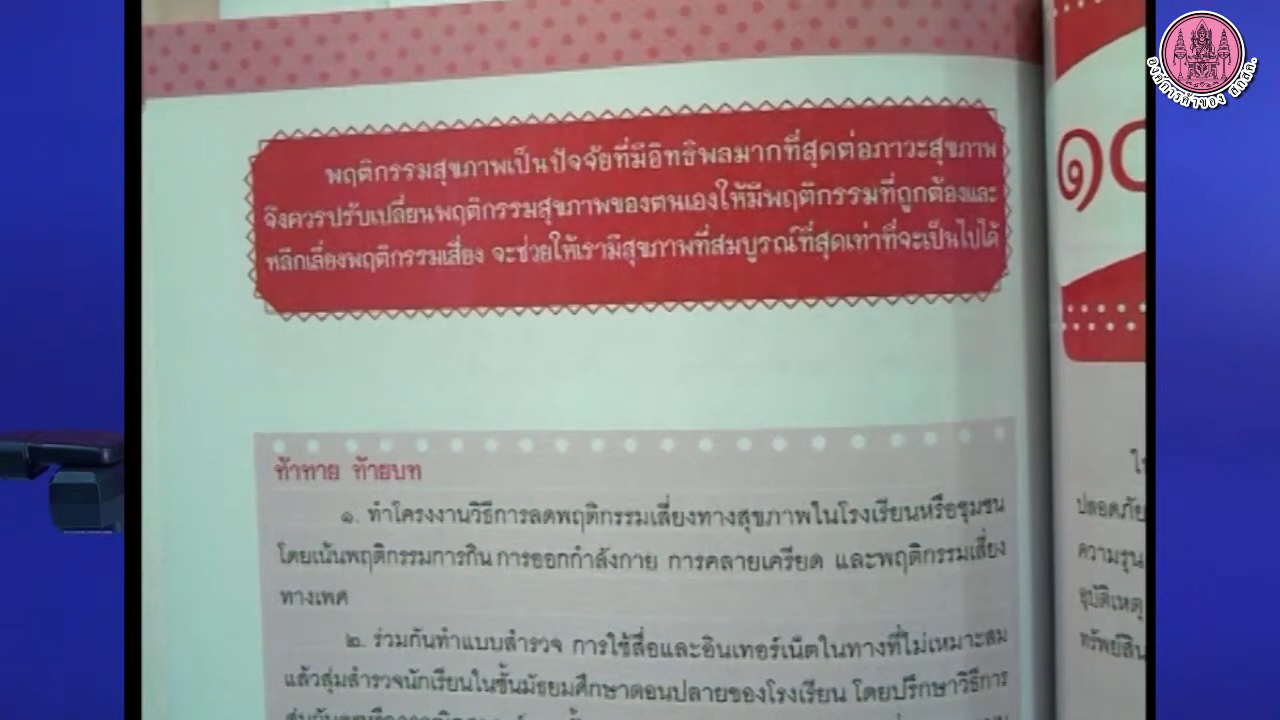 องค์การค้าของ สกสค.
พฤติกรรมสุขภาพเป็นปัจจัยที่มีอิทธิพลมากที่สุดต่อภาวะสุขภาพ
จึงควรปรับเปลี่ยนพฤติกรรมสุขภาพของตนเองให้มีพฤติกรรมที่ถูกต้องและ
หลีกเลี่ยงพฤติกรรมเสี่ยง จะช่วยให้เรามีสุขภาพที่สมบูรณ์ที่สุดเท่าที่จะเป็นไปได้
ท้าทาย ท้ายบท
๑. ทำโครงงานวิธีการลดพฤติกรรมเสี่ยงทางสุขภาพในโรงเรียนหรือชุมชน
โดยเน้นพฤติกรรมการกิน การออกกำลังกาย การคลายเครียด และพฤติกรรมเสี่ยง
ทางเพศ
๒. ร่วมกันทำแบบสำรวจ การใช้สื่อและอินเทอร์เน็ตในทางที่ไม่เหมาะสม
แล้วสุ่มสำรวจนักเรียนในชั้นมัธยมศึกษาตอนปลายของโรงเรียน โดยปรึกษาวิธีการ
๑๐
ปลอดภัย
ความรุน
อุบัติเหตุ
ทรัพย์สิน